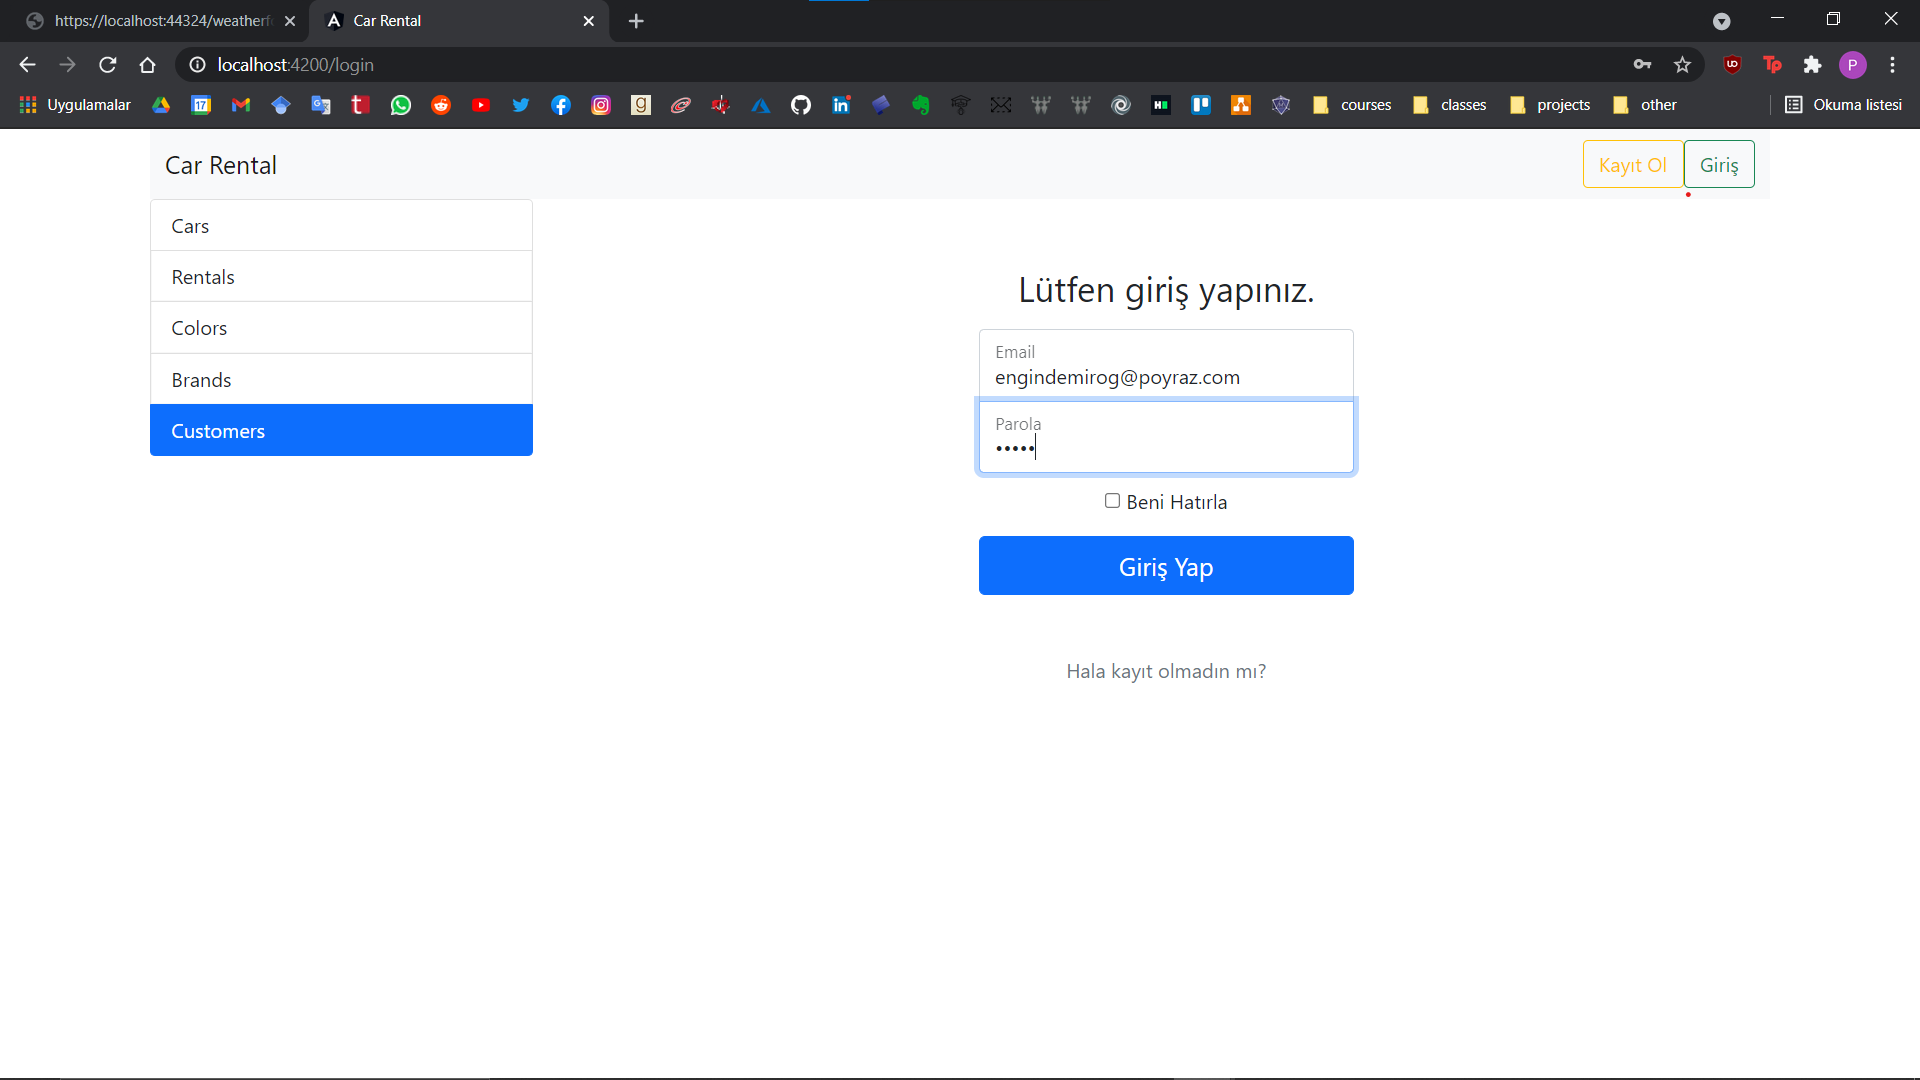 https://localhost:44324/weatherf
Car Rental
localhost:4200/login
Uygulamalar
courses
classes
projects
other
Okuma listesi
Car Rental
Kayıt Ol
Giriş
Cars
Rentals
Colors
Brands
Customers
Lütfen giriş yapınız.
Email
engindemirog@poyraz.com
Parola
•••••
Beni Hatırla
Giriş Yap
Hala kayıt olmadın mı?